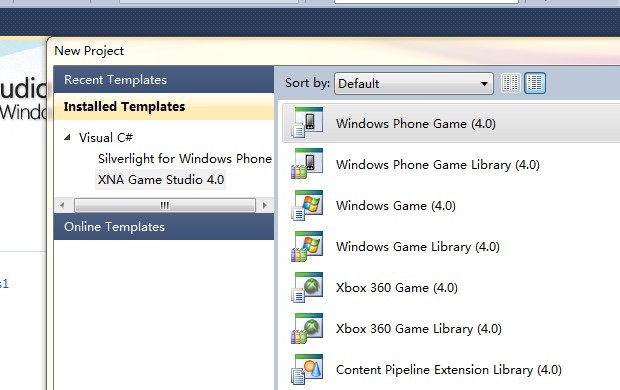 New Project
Recent Templates
Installed Templates
Visual C#
Silverlight for Windows Phone
XNA Game Studio 4.0
Online Templates
Sort by: Default
Windows Phone Game (4.0)
Windows Phone Game Library (4.0)
Windows Game (4.0)
Windows Game Library (4.0)
Xbox 360 Game (4.0)
Xbox 360 Game Library (4.0)
Content Pipeline Extension Library (4.0)
udio
Windo
s1